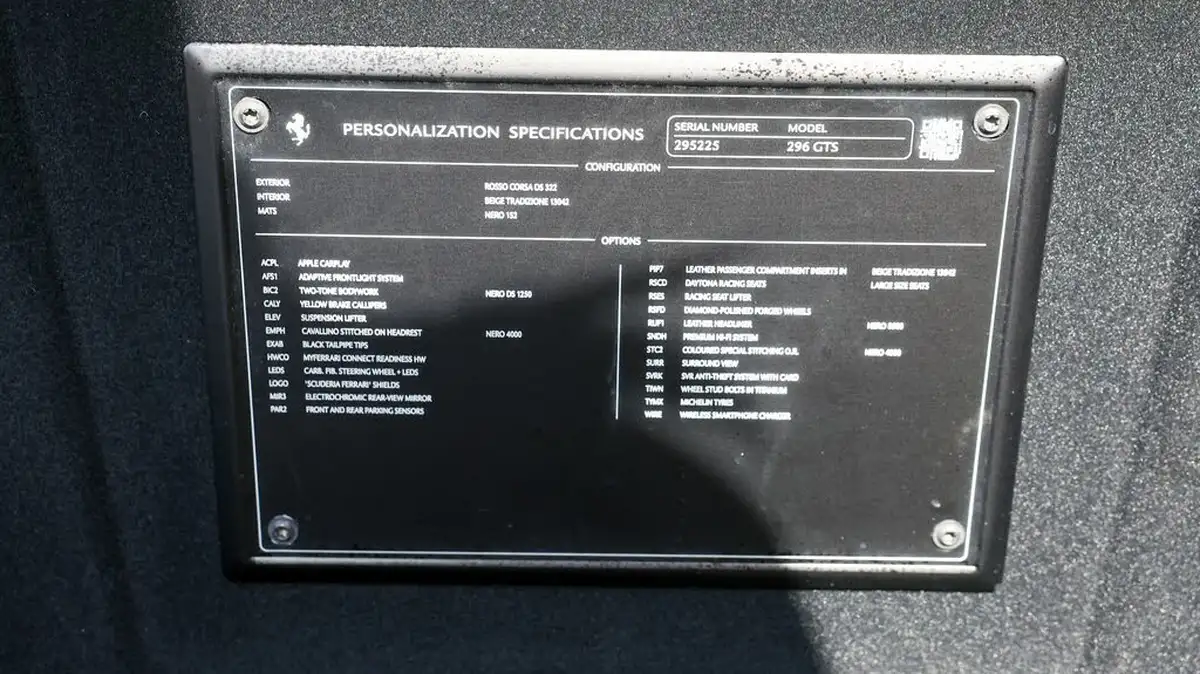 PERSONALIZATION SPECIFICATIONS
SERIAL NUMBER MODEL
295225 296 GTS
CONFIGURATION
EXTERIOR ROSSO CORSA DS 322
INTERIOR BEIGE TRADIZIONE 13042
MATS NERO 152
OPTIONS
ACPL APPLE CARPLAY
AFS1 ADAPTIVE FRONTLIGHT SYSTEM
BIC2 TWO-TONE BODYWORK NERO DS 1250
CALY YELLOW BRAKE CALLIPERS
ELEV SUSPENSION LIFTER
EMPH CAVALLINO STITCHED ON HEADREST NERO 4000
EXAB BLACK TAILPIPE TIPS
HWCO MYFERRARI CONNECT READINESS HW
LEDS CARB. FIB. STEERING WHEEL + LEDS
LOGO "SCUDERIA FERRARI" SHIELDS
MIR3 ELECTROCHROMIC REAR-VIEW MIRROR
PAR2 FRONT AND REAR PARKING SENSORS
PIP7 LEATHER PASSENGER COMPARTMENT INSERTS IN BEIGE TRADIZIONE 13042
RSCD DAYTONA RACING SEATS LARGE SIZE SEATS
RSES RACING SEAT LIFTER
RSFD DIAMOND-POLISHED FORGED WHEELS
RUF1 LEATHER HEADLINER NERO
SNDH PREMIUM HI-FI SYSTEM
STC2 COLOURED SPECIAL STITCHING O.R. NERO 4000
SURR SURROUND VIEW
SVRK SVR ANTI-THEFT SYSTEM WITH CARD
TIWN WHEEL STUD BOLTS IN TITANIUM
TYMX MICHELIN TYRES
WIRE WIRELESS SMARTPHONE CHARGER